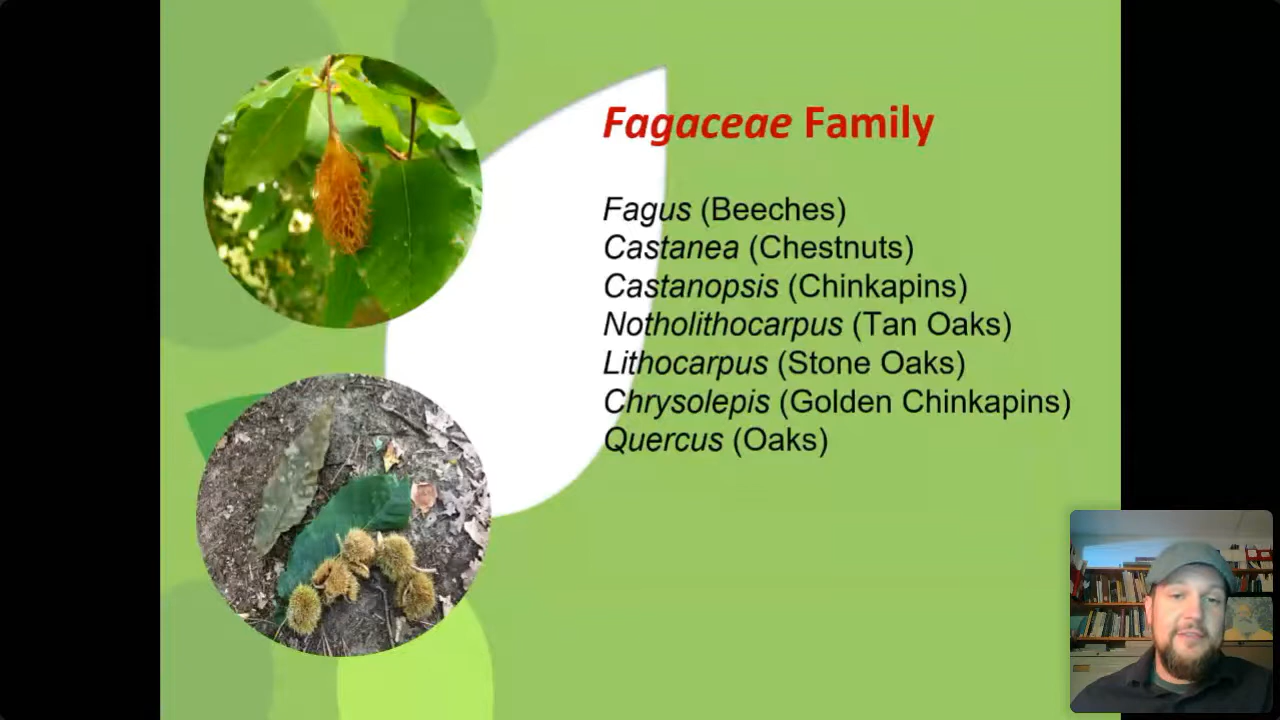 Fagaceae Family
Fagus (Beeches)
Castanea (Chestnuts)
Castanopsis (Chinkapins)
Notholithocarpus (Tan Oaks)
Lithocarpus (Stone Oaks)
Chrysolepis (Golden Chinkapins)
Quercus (Oaks)